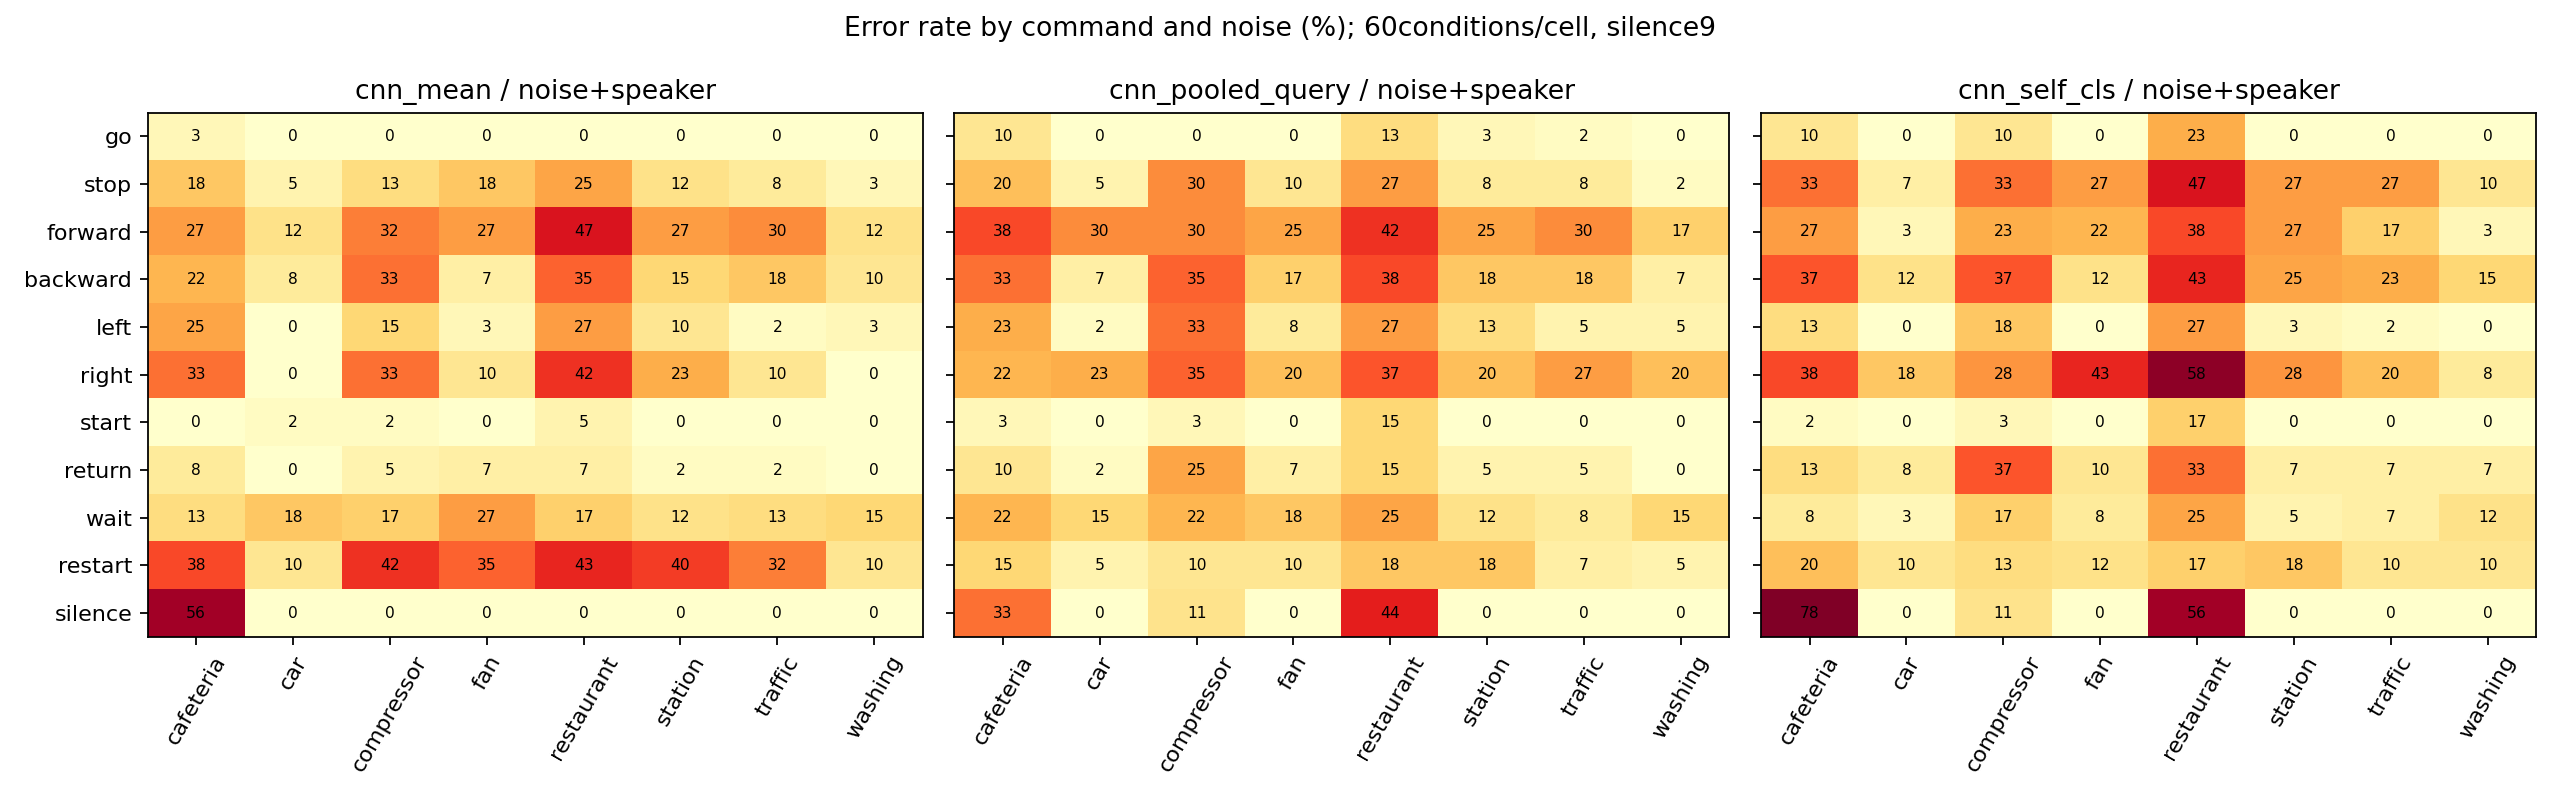 Error rate by command and noise (%); 60conditions/cell, silence9
cnn_mean / noise+speaker
cnn_pooled_query / noise+speaker
cnn_self_cls / noise+speaker
go 3 0 0 0 0 0 0 0 10 0 0 0 13 3 2 0 10 0 10 0 23 0 0 0
stop 18 5 13 18 25 12 8 3 20 5 30 10 27 8 8 2 33 7 33 27 47 27 27 10
forward 27 12 32 27 47 27 30 12 38 30 30 25 42 25 30 17 27 3 23 22 38 27 17 3
backward 22 8 33 7 35 15 18 10 33 7 35 17 38 18 18 7 37 12 37 12 43 25 23 15
left 25 0 15 3 27 10 2 3 23 2 33 8 27 13 5 5 13 0 18 0 27 3 2 0
right 33 0 33 10 42 23 10 0 22 23 35 20 37 20 27 20 38 18 28 43 58 28 20 8
start 0 2 2 0 5 0 0 0 3 0 3 0 15 0 0 0 2 0 3 0 17 0 0 0
return 8 0 5 7 7 2 2 0 10 2 25 7 15 5 5 0 13 8 37 10 33 7 7 7
wait 13 18 17 27 17 12 13 15 22 15 22 18 25 12 8 15 8 3 17 8 25 5 7 12
restart 38 10 42 35 43 40 32 10 15 5 10 10 18 18 7 5 20 10 13 12 17 18 10 10
silence 56 0 0 0 0 0 0 0 33 0 11 0 44 0 0 0 78 0 11 0 56 0 0 0
cafeteria car compressor fan restaurant station traffic washing
cafeteria car compressor fan restaurant station traffic washing
cafeteria car compressor fan restaurant station traffic washing